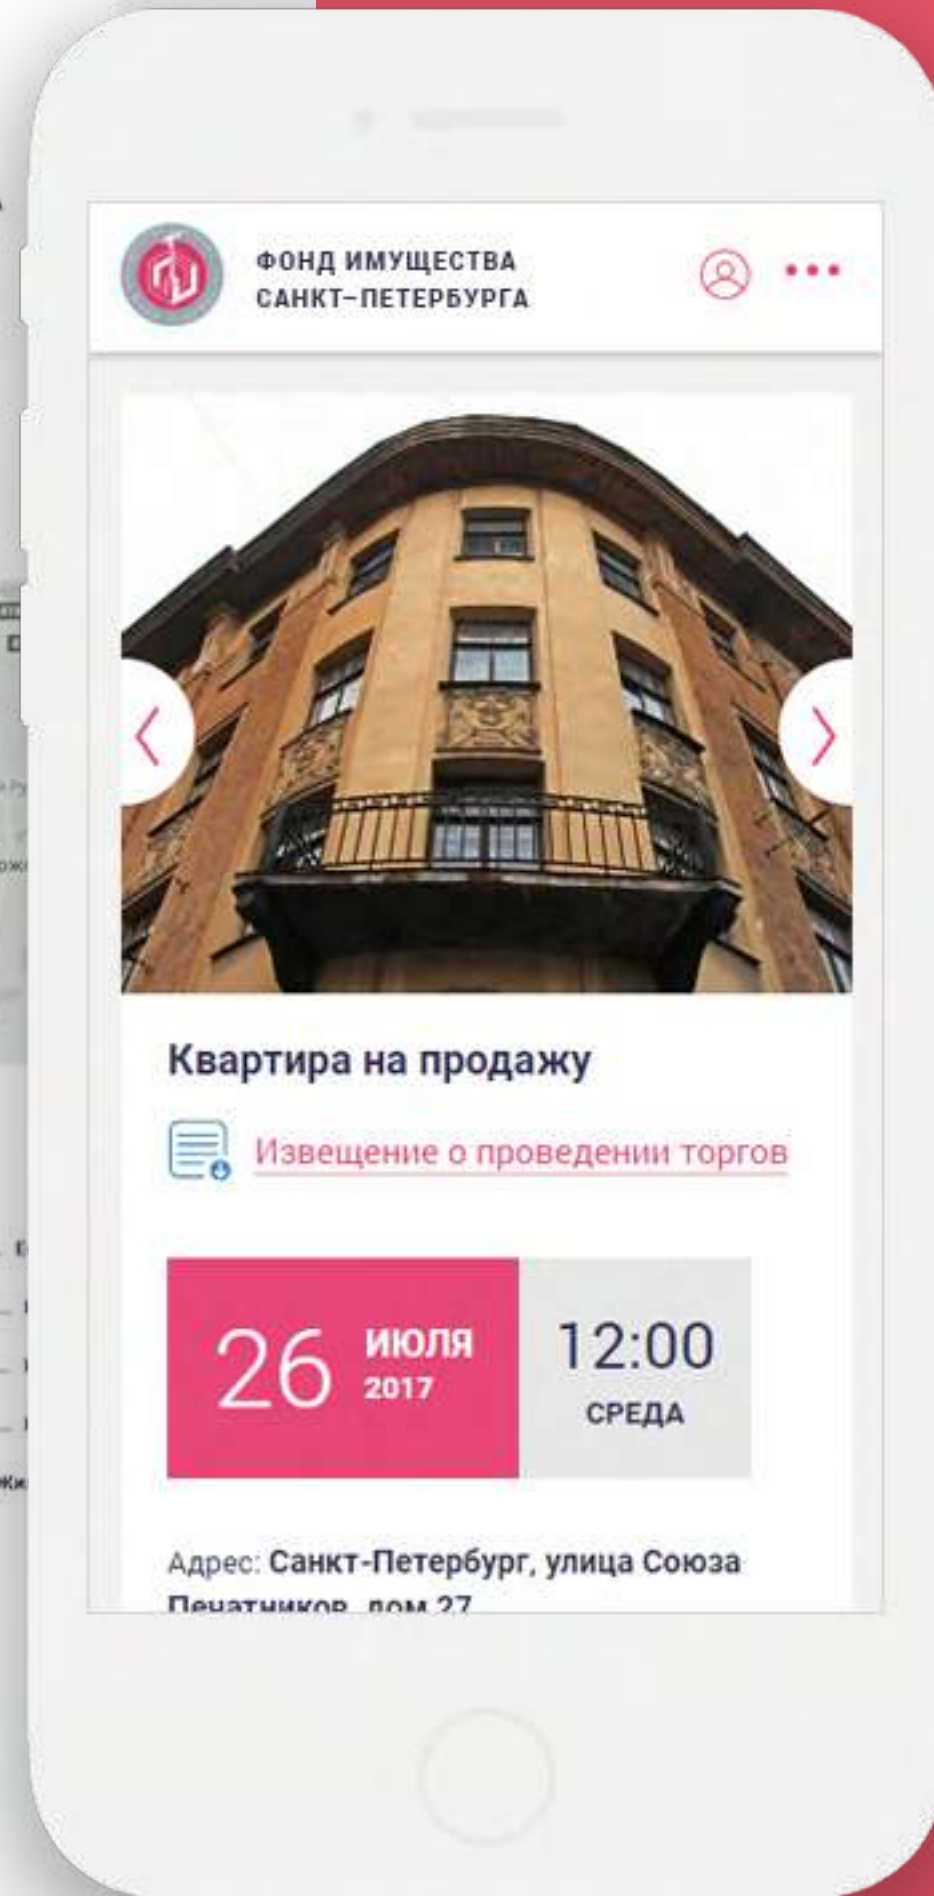 ФОНД ИМУЩЕСТВА
САНКТ-ПЕТЕРБУРГА
Квартира на продажу
Извещение о проведении торгов
26 ИЮЛЯ
2017
12:00
СРЕДА
Адрес: Санкт-Петербург, улица Союза
Печатников, дом 27